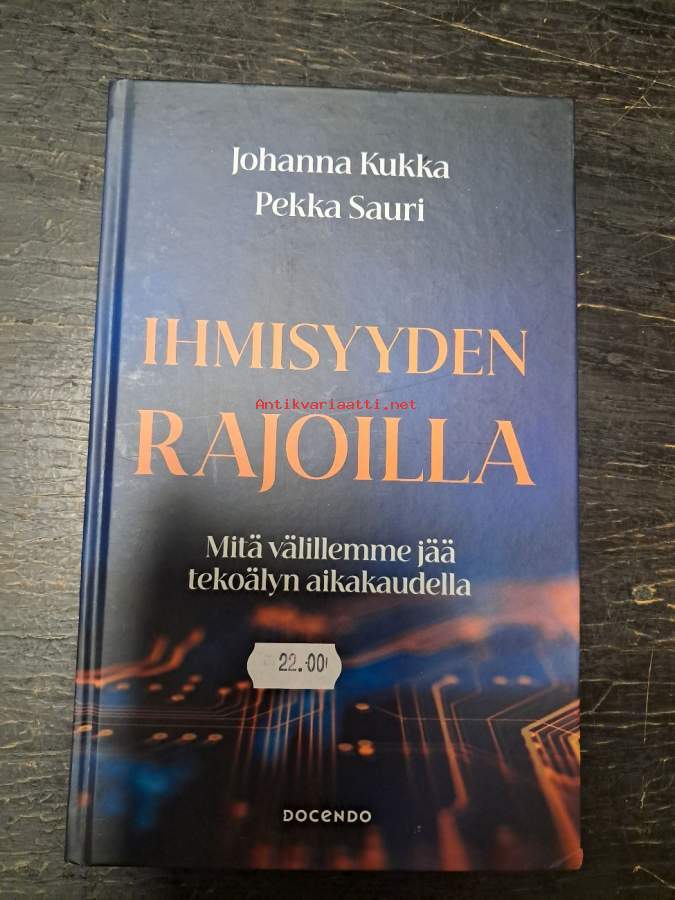 Johanna Kukka
Pekka Sauri
IHMISYYDEN
Antikvariaatti.net
RAJOILLA
Mitä välillemme jää
tekoälyn aikakaudella
22.00
DOCENDO